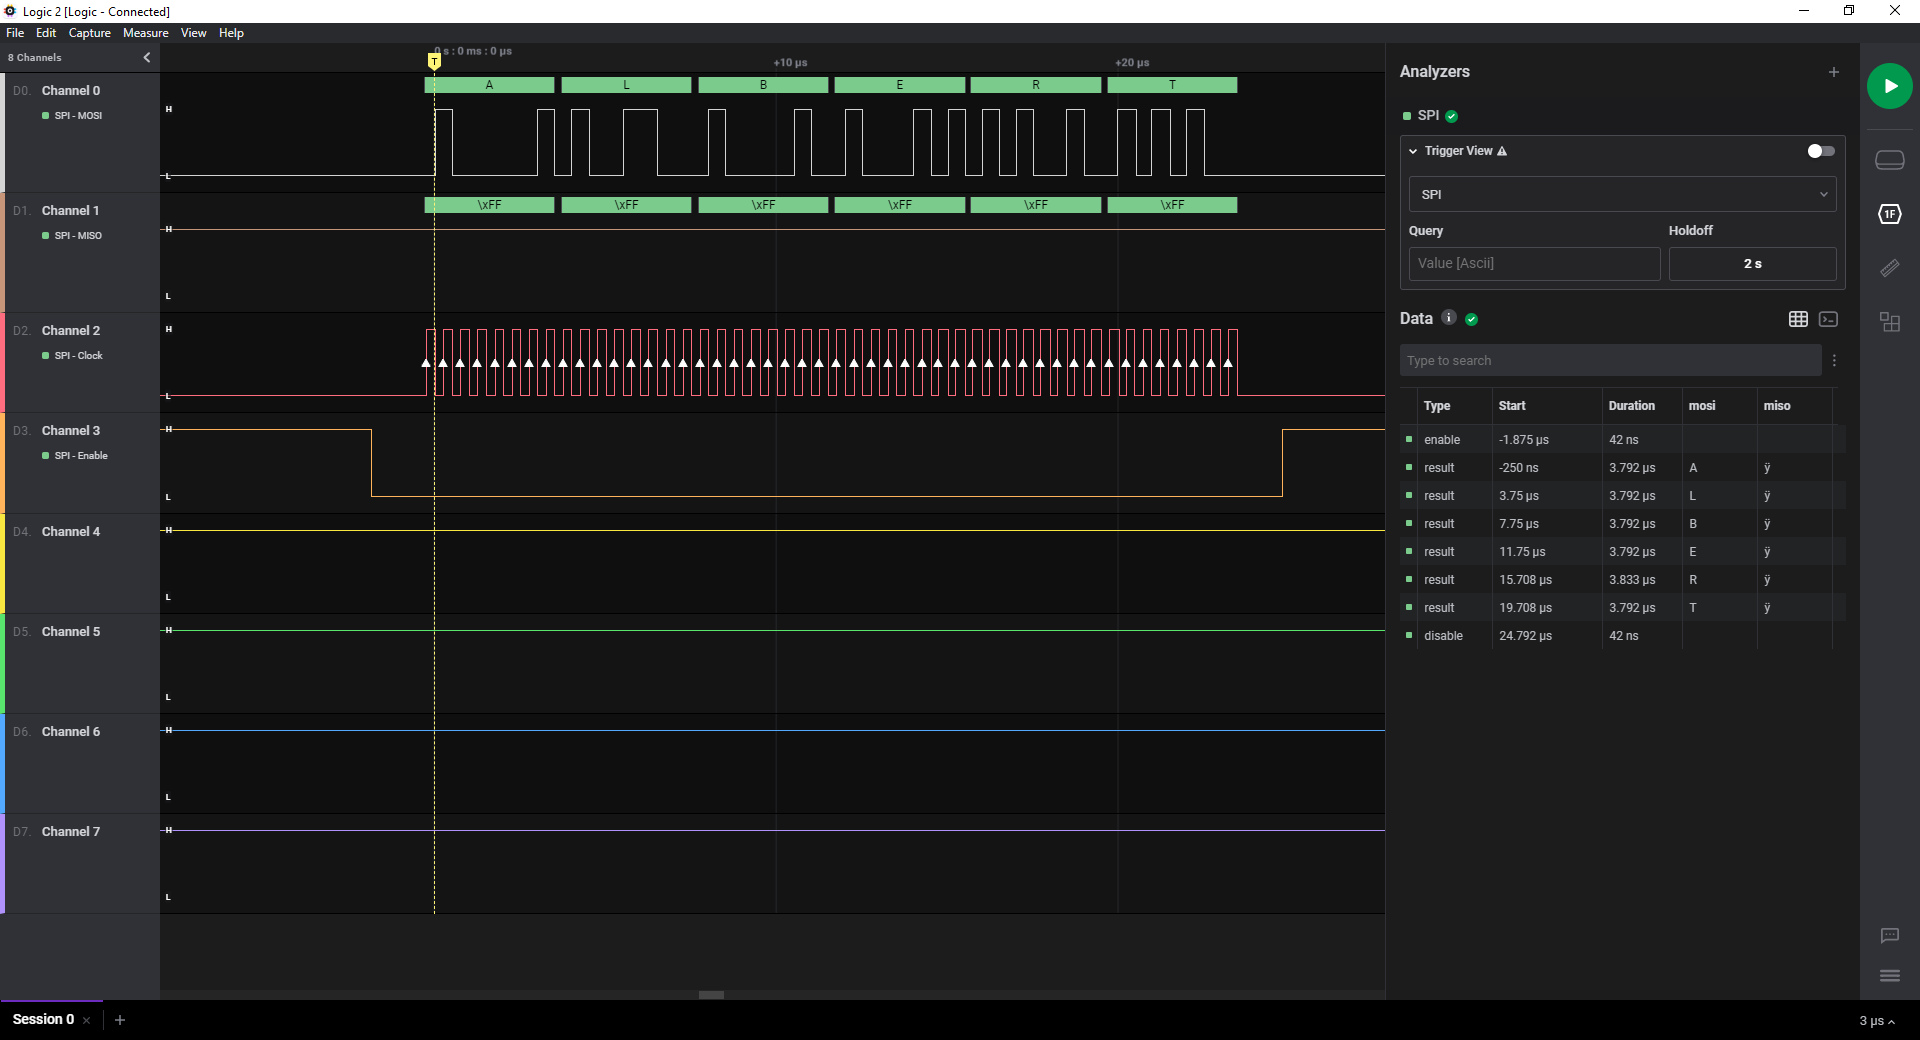 Logic 2 [Logic - Connected]
File Edit Capture Measure View Help
8 Channels
0 s : 0 ms : 0 µs
T
+10 µs
+20 µs
D0. Channel 0
SPI - MOSI
H
L
A L B E R T
D1. Channel 1
SPI - MISO
H
L
\xFF \xFF \xFF \xFF \xFF \xFF
D2. Channel 2
SPI - Clock
H
L
D3. Channel 3
SPI - Enable
H
L
D4. Channel 4
H
L
D5. Channel 5
H
L
D6. Channel 6
H
L
D7. Channel 7
H
L
Analyzers
SPI
Trigger View
SPI
Query Holdoff
Value [Ascii] 2 s
Data
Type to search
Type Start Duration mosi miso
enable -1.875 µs 42 ns
result -250 ns 3.792 µs A ÿ
result 3.75 µs 3.792 µs L ÿ
result 7.75 µs 3.792 µs B ÿ
result 11.75 µs 3.792 µs E ÿ
result 15.708 µs 3.833 µs R ÿ
result 19.708 µs 3.792 µs T ÿ
disable 24.792 µs 42 ns
1F
Session 0
3 µs